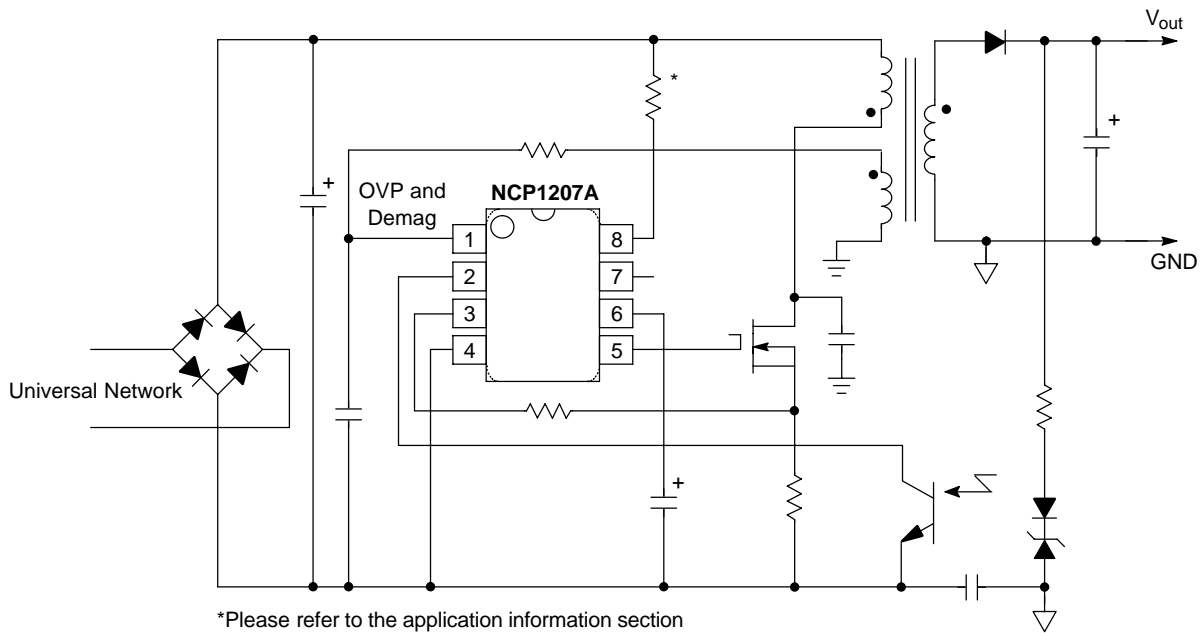 V_out
+
*
+
+
OVP and
Demag
NCP1207A
1
8
2
7
3
6
4
5
GND
Universal Network
+
*Please refer to the application information section